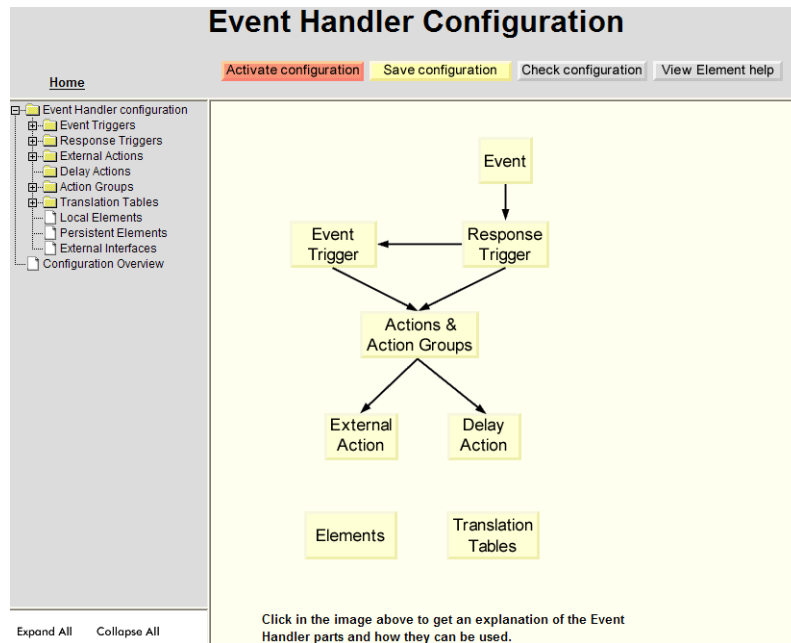 Event Handler Configuration
Home
Activate configuration
Save configuration
Check configuration
View Element help
Event Handler configuration
Event Triggers
Response Triggers
External Actions
Delay Actions
Action Groups
Translation Tables
Local Elements
Persistent Elements
External Interfaces
Configuration Overview
Event
Event
Trigger
Response
Trigger
Actions &
Action Groups
External
Action
Delay
Action
Elements
Translation
Tables
Click in the image above to get an explanation of the Event
Handler parts and how they can be used.
Expand All
Collapse All